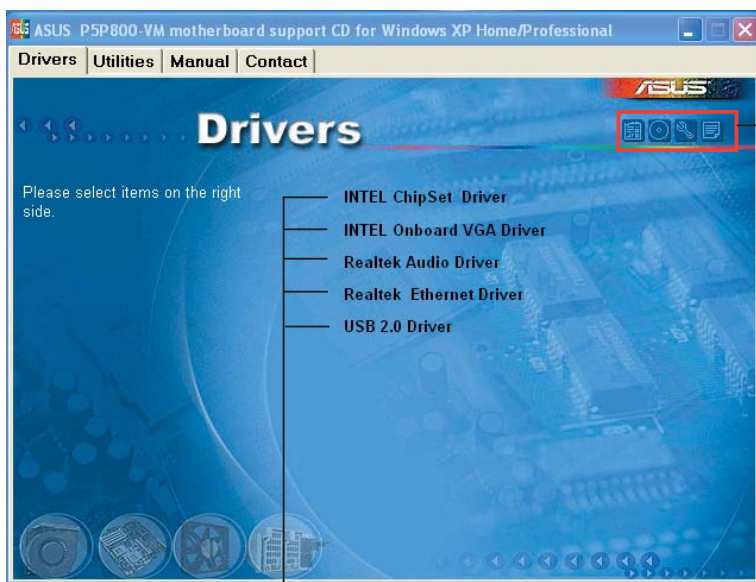 ASUS P5P800-VM motherboard support CD for Windows XP Home/Professional
Drivers Utilities Manual Contact
ASUS
Drivers
Please select items on the right
side.
INTEL ChipSet Driver
INTEL Onboard VGA Driver
Realtek Audio Driver
Realtek Ethernet Driver
USB 2.0 Driver